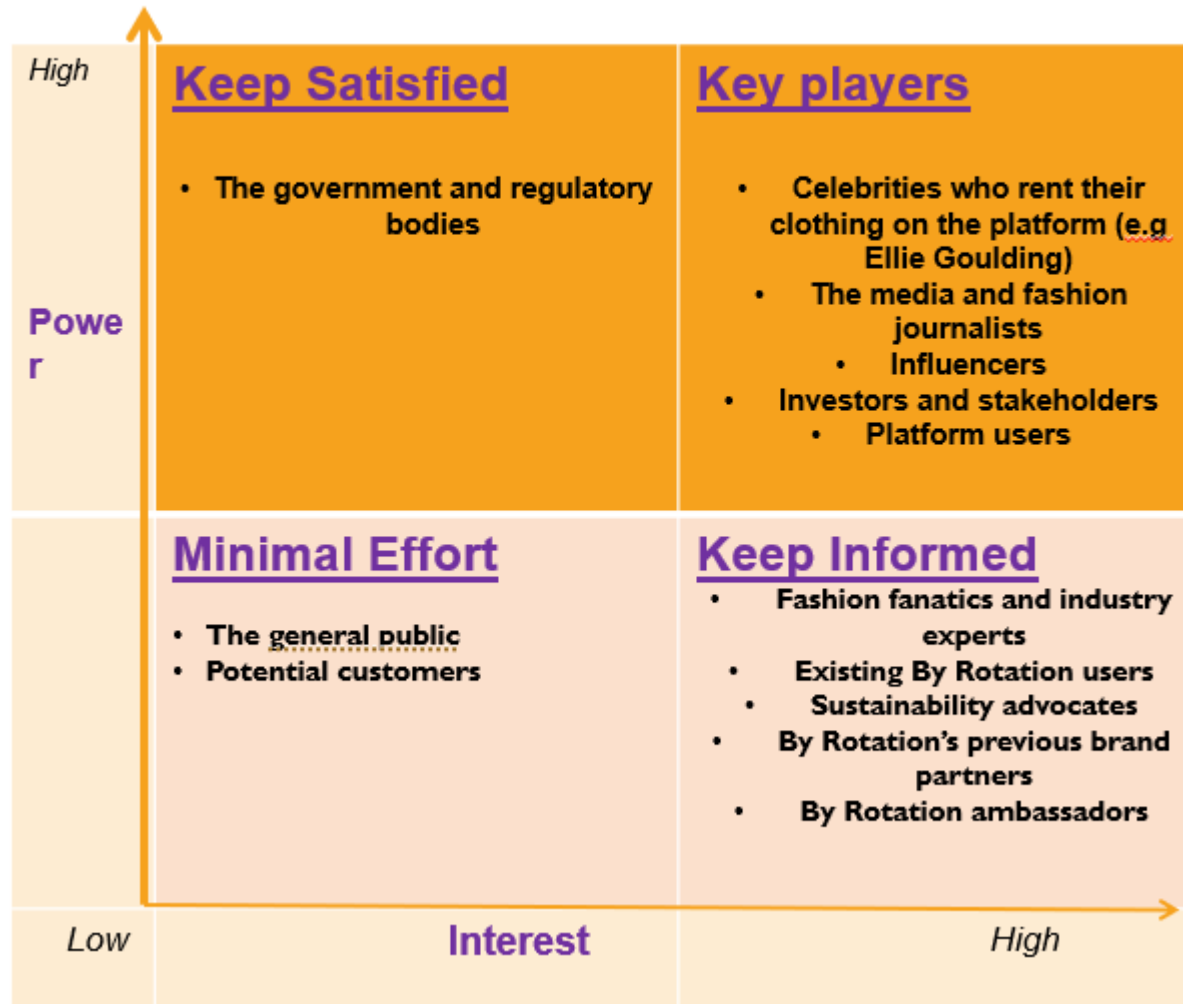 High
Keep Satisfied
• The government and regulatory
bodies
Key players
• Celebrities who rent their
clothing on the platform (e.g
Ellie Goulding)
• The media and fashion
journalists
• Influencers
• Investors and stakeholders
• Platform users
Powe
r
Minimal Effort
• The general public
• Potential customers
Keep Informed
• Fashion fanatics and industry
experts
• Existing By Rotation users
• Sustainability advocates
• By Rotation’s previous brand
partners
• By Rotation ambassadors
Low
Interest
High